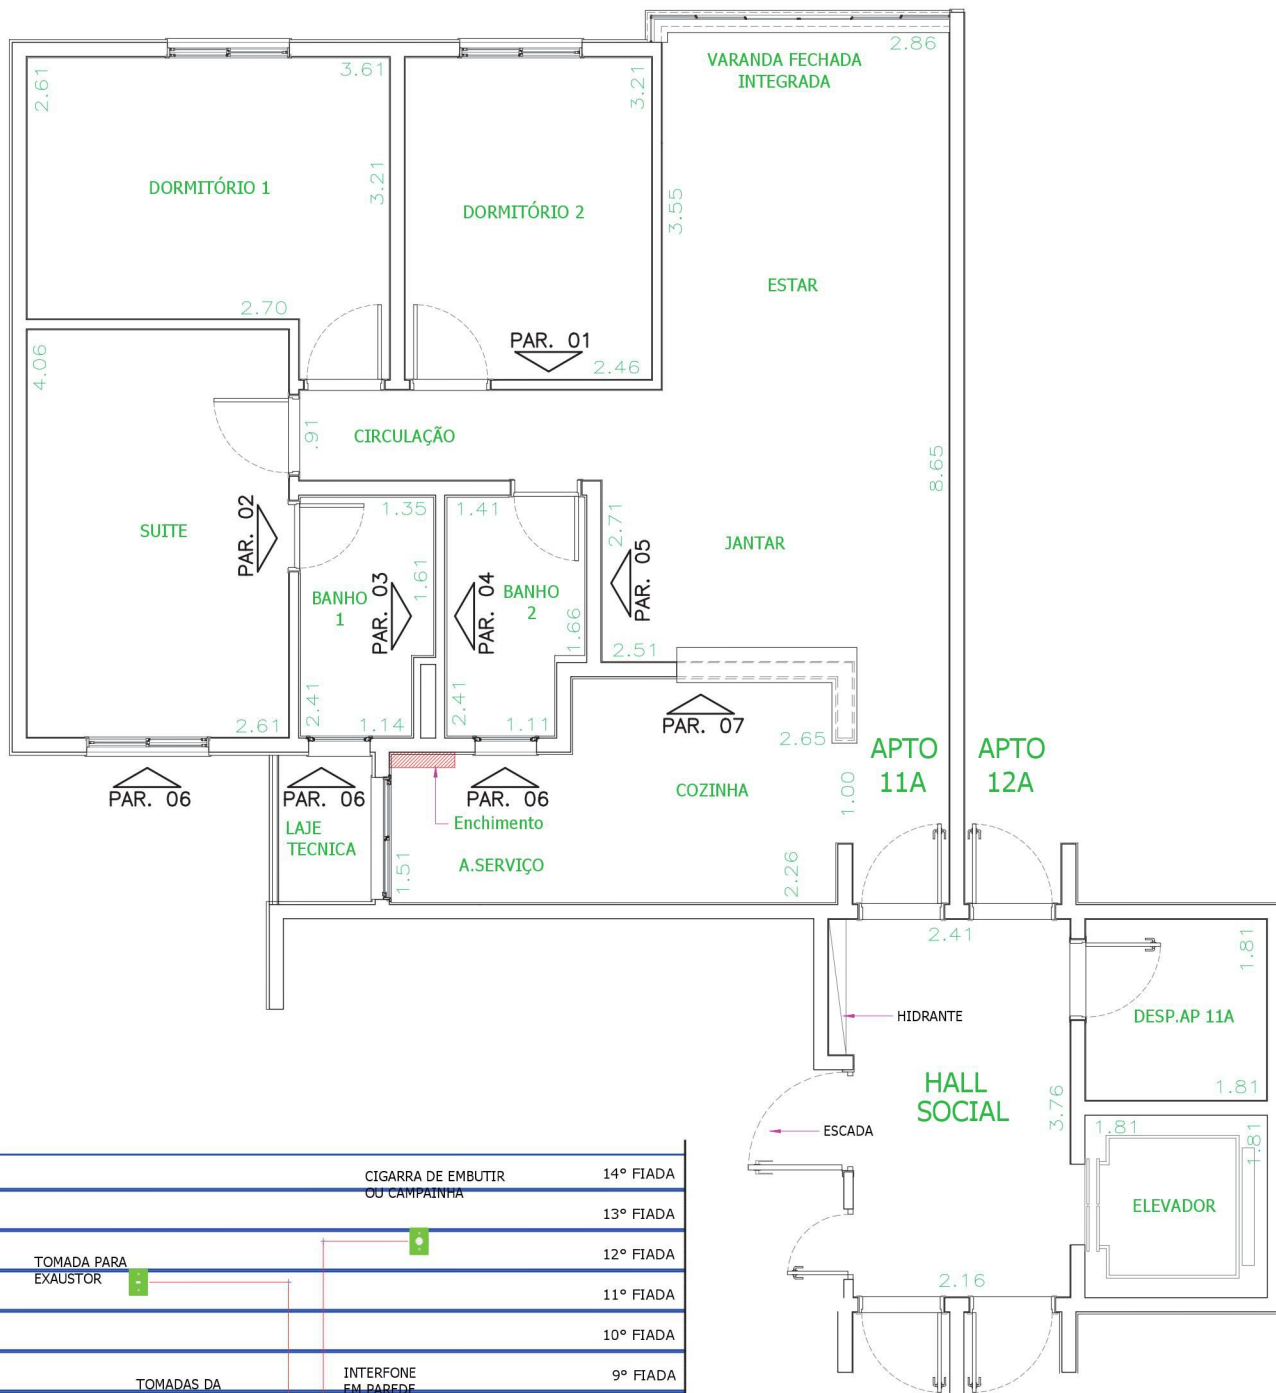 2.86
VARANDA FECHADA
INTEGRADA
2.61
3.61
3.21
3.21
DORMITÓRIO 1
DORMITÓRIO 2
3.55
ESTAR
2.70
PAR. 01
2.46
4.06
.91
CIRCULAÇÃO
8.65
SUITE
PAR. 02
1.35
1.41
2.71
JANTAR
BANHO
1
PAR. 03
1.61
PAR. 04
BANHO
2
1.66
PAR. 05
2.51
2.61
2.41
1.14
2.41
1.11
PAR. 07
2.65
APTO
11A
APTO
12A
PAR. 06
PAR. 06
PAR. 06
COZINHA
1.00
LAJE
TECNICA
Enchimento
1.51
A.SERVIÇO
2.26
2.41
1.81
HIDRANTE
DESP.AP 11A
HALL
SOCIAL
3.76
1.81
ESCADA
1.81
1.81
ELEVADOR
2.16
CIGARRA DE EMBUTIR
OU CAMPAINHA
14° FIADA
13° FIADA
12° FIADA
TOMADA PARA
EXAUSTOR
11° FIADA
10° FIADA
9° FIADA
TOMADAS DA
INTERFONE
EM PAREDE